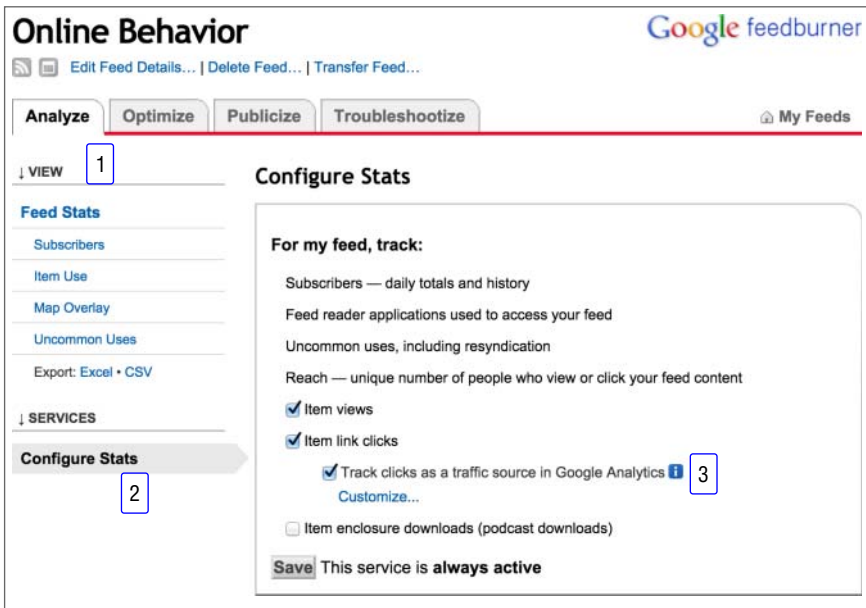 Online Behavior
Google feedburner
Edit Feed Details... | Delete Feed... | Transfer Feed...
Analyze
Optimize
Publicize
Troubleshootize
My Feeds
↓ VIEW
1
Feed Stats
Subscribers
Item Use
Map Overlay
Uncommon Uses
Export: Excel • CSV
↓ SERVICES
Configure Stats
2
Configure Stats
For my feed, track:
Subscribers — daily totals and history
Feed reader applications used to access your feed
Uncommon uses, including resyndication
Reach — unique number of people who view or click your feed content
Item views
Item link clicks
Track clicks as a traffic source in Google Analytics i
3
Customize...
Item enclosure downloads (podcast downloads)
Save This service is always active